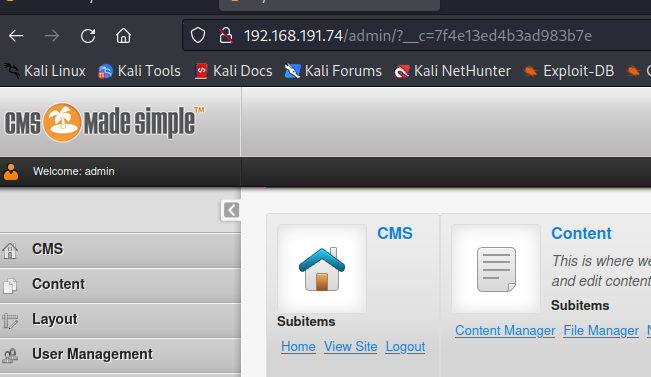 192.168.191.74/admin/?__c=7f4e13ed4b3ad983b7e
Kali Linux Kali Tools Kali Docs Kali Forums Kali NetHunter Exploit-DB
CMS made simple™
Welcome: admin
CMS
Content
Layout
User Management
CMS
Subitems
Home View Site Logout
Content
This is where we
and edit content
Subitems
Content Manager File Manager